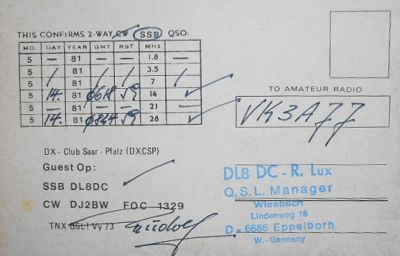 THIS CONFIRMS 2-WAY CW SSB QSO.
MO. DAY YEAR GMT RST MHz
5 — 81 — — 1.8 —
5 / 81 / / 3.5 /
5 / 81 / / 7 /
5 14. 81 0618 59 14 ✓
5 — 81 — — 21 —
5 14. 81 59 28 ✓
TO AMATEUR RADIO
VK3AJJ
DX - Club Saar - Pfalz (DXCSP)
Guest Op:
SSB DL8DC ✓
CW DJ2BW FOC 1329
TNX QSL! Vy 73
DL8 DC - R. Lux
Q.S.L. Manager
Wiesbach
Lindenweg 16
D - 6686 Eppelborn
W. - Germany